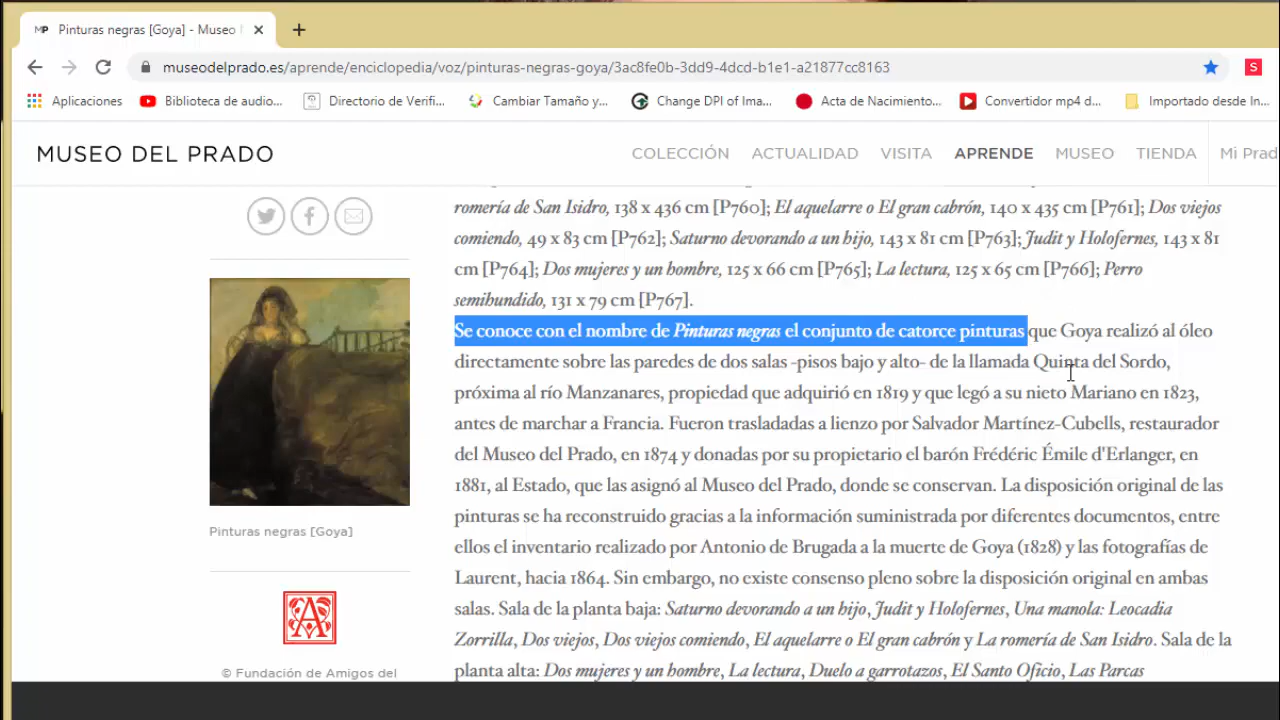 MP Pinturas negras [Goya] - Museo
museodelprado.es/aprende/enciclopedia/voz/pinturas-negras-goya/3ac8fe0b-3dd9-4dcd-b1e1-a21877cc8163
S
Aplicaciones Biblioteca de audio... Directorio de Verifi... Cambiar Tamaño y... Change DPI of Ima... Acta de Nacimiento... Convertidor mp4 d... Importado desde In...
MUSEO DEL PRADO COLECCIÓN ACTUALIDAD VISITA APRENDE MUSEO TIENDA Mi Prad
romería de San Isidro, 138 x 436 cm [P760]; El aquelarre o El gran cabrón, 140 x 435 cm [P761]; Dos viejos
comiendo, 49 x 83 cm [P762]; Saturno devorando a un hijo, 143 x 81 cm [P763]; Judit y Holofernes, 143 x 81
cm [P764]; Dos mujeres y un hombre, 125 x 66 cm [P765]; La lectura, 125 x 65 cm [P766]; Perro
semihundido, 131 x 79 cm [P767].
Se conoce con el nombre de Pinturas negras el conjunto de catorce pinturas que Goya realizó al óleo
directamente sobre las paredes de dos salas -pisos bajo y alto- de la llamada Quinta del Sordo,
próxima al río Manzanares, propiedad que adquirió en 1819 y que legó a su nieto Mariano en 1823,
antes de marchar a Francia. Fueron trasladadas a lienzo por Salvador Martínez-Cubells, restaurador
del Museo del Prado, en 1874 y donadas por su propietario el barón Frédéric Émile d'Erlanger, en
1881, al Estado, que las asignó al Museo del Prado, donde se conservan. La disposición original de las
pinturas se ha reconstruido gracias a la información suministrada por diferentes documentos, entre
ellos el inventario realizado por Antonio de Brugada a la muerte de Goya (1828) y las fotografías de
Laurent, hacia 1864. Sin embargo, no existe consenso pleno sobre la disposición original en ambas
salas. Sala de la planta baja: Saturno devorando a un hijo, Judit y Holofernes, Una manola: Leocadia
Zorrilla, Dos viejos, Dos viejos comiendo, El aquelarre o El gran cabrón y La romería de San Isidro. Sala de la
planta alta: Dos mujeres y un hombre, La lectura, Duelo a garrotazos, El Santo Oficio, Las Parcas
Pinturas negras [Goya]
A
© Fundación de Amigos del